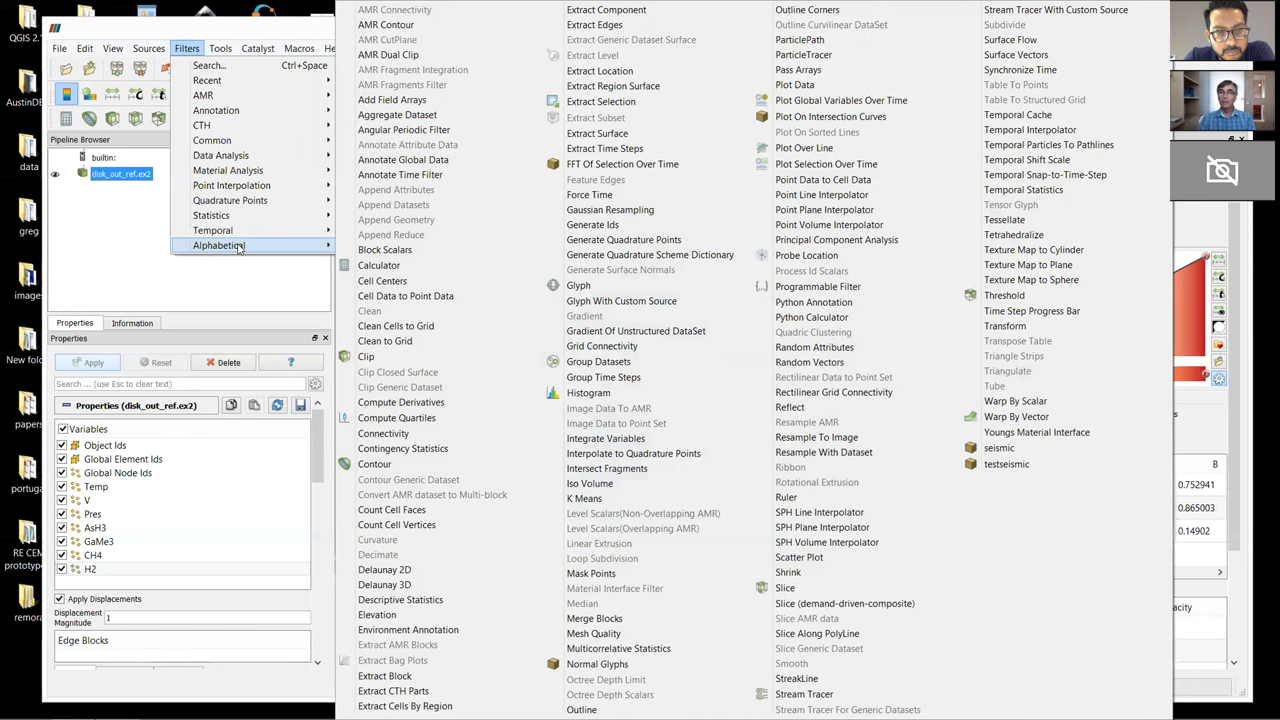 QGIS 2.
AustinDE
data
greg
images
New fol
papers
portuga
RE CEM
prototype
remora
File Edit View Sources Filters Tools Catalyst Macros He
Pipeline Browser
builtin:
disk_out_ref.ex2
Search... Ctrl+Space
Recent
AMR
Annotation
CTH
Common
Data Analysis
Material Analysis
Point Interpolation
Quadrature Points
Statistics
Temporal
Alphabetical
Properties Information
Properties
Apply Reset Delete ?
Search ... (use Esc to clear text)
Properties (disk_out_ref.ex2)
Variables
Object Ids
Global Element Ids
Global Node Ids
Temp
V
Pres
AsH3
GaMe3
CH4
H2
Apply Displacements
Displacement
Magnitude
1
Edge Blocks
AMR Connectivity
AMR Contour
AMR CutPlane
AMR Dual Clip
AMR Fragment Integration
AMR Fragments Filter
Add Field Arrays
Aggregate Dataset
Angular Periodic Filter
Annotate Attribute Data
Annotate Global Data
Annotate Time Filter
Append Attributes
Append Datasets
Append Geometry
Append Reduce
Block Scalars
Calculator
Cell Centers
Cell Data to Point Data
Clean
Clean Cells to Grid
Clean to Grid
Clip
Clip Closed Surface
Clip Generic Dataset
Compute Derivatives
Compute Quartiles
Connectivity
Contingency Statistics
Contour
Contour Generic Dataset
Convert AMR dataset to Multi-block
Count Cell Faces
Count Cell Vertices
Curvature
Decimate
Delaunay 2D
Delaunay 3D
Descriptive Statistics
Elevation
Environment Annotation
Extract AMR Blocks
Extract Bag Plots
Extract Block
Extract CTH Parts
Extract Cells By Region
Extract Component
Extract Edges
Extract Generic Dataset Surface
Extract Level
Extract Location
Extract Region Surface
Extract Selection
Extract Subset
Extract Surface
Extract Time Steps
FFT Of Selection Over Time
Feature Edges
Force Time
Gaussian Resampling
Generate Ids
Generate Quadrature Points
Generate Quadrature Scheme Dictionary
Generate Surface Normals
Glyph
Glyph With Custom Source
Gradient
Gradient Of Unstructured DataSet
Grid Connectivity
Group Datasets
Group Time Steps
Histogram
Image Data To AMR
Image Data to Point Set
Integrate Variables
Interpolate to Quadrature Points
Intersect Fragments
Iso Volume
K Means
Level Scalars(Non-Overlapping AMR)
Level Scalars(Overlapping AMR)
Linear Extrusion
Loop Subdivision
Mask Points
Material Interface Filter
Median
Merge Blocks
Mesh Quality
Multicorrelative Statistics
Normal Glyphs
Octree Depth Limit
Octree Depth Scalars
Outline
Outline Corners
Outline Curvilinear DataSet
ParticlePath
ParticleTracer
Pass Arrays
Plot Data
Plot Global Variables Over Time
Plot On Intersection Curves
Plot On Sorted Lines
Plot Over Line
Plot Selection Over Time
Point Data to Cell Data
Point Line Interpolator
Point Plane Interpolator
Point Volume Interpolator
Principal Component Analysis
Probe Location
Process Id Scalars
Programmable Filter
Python Annotation
Python Calculator
Quadric Clustering
Random Attributes
Random Vectors
Rectilinear Data to Point Set
Rectilinear Grid Connectivity
Reflect
Resample AMR
Resample To Image
Resample With Dataset
Ribbon
Rotational Extrusion
Ruler
SPH Line Interpolator
SPH Plane Interpolator
SPH Volume Interpolator
Scatter Plot
Shrink
Slice
Slice (demand-driven-composite)
Slice AMR data
Slice Along PolyLine
Slice Generic Dataset
Smooth
StreakLine
Stream Tracer
Stream Tracer For Generic Datasets
Stream Tracer With Custom Source
Subdivide
Surface Flow
Surface Vectors
Synchronize Time
Table To Points
Table To Structured Grid
Temporal Cache
Temporal Interpolator
Temporal Particles To Pathlines
Temporal Shift Scale
Temporal Snap-to-Time-Step
Temporal Statistics
Tensor Glyph
Tessellate
Tetrahedralize
Texture Map to Cylinder
Texture Map to Plane
Texture Map to Sphere
Threshold
Time Step Progress Bar
Transform
Transpose Table
Triangle Strips
Triangulate
Tube
Warp By Scalar
Warp By Vector
Youngs Material Interface
seismic
testseismic
B
0.752941
0.865003
0.14902
pacity